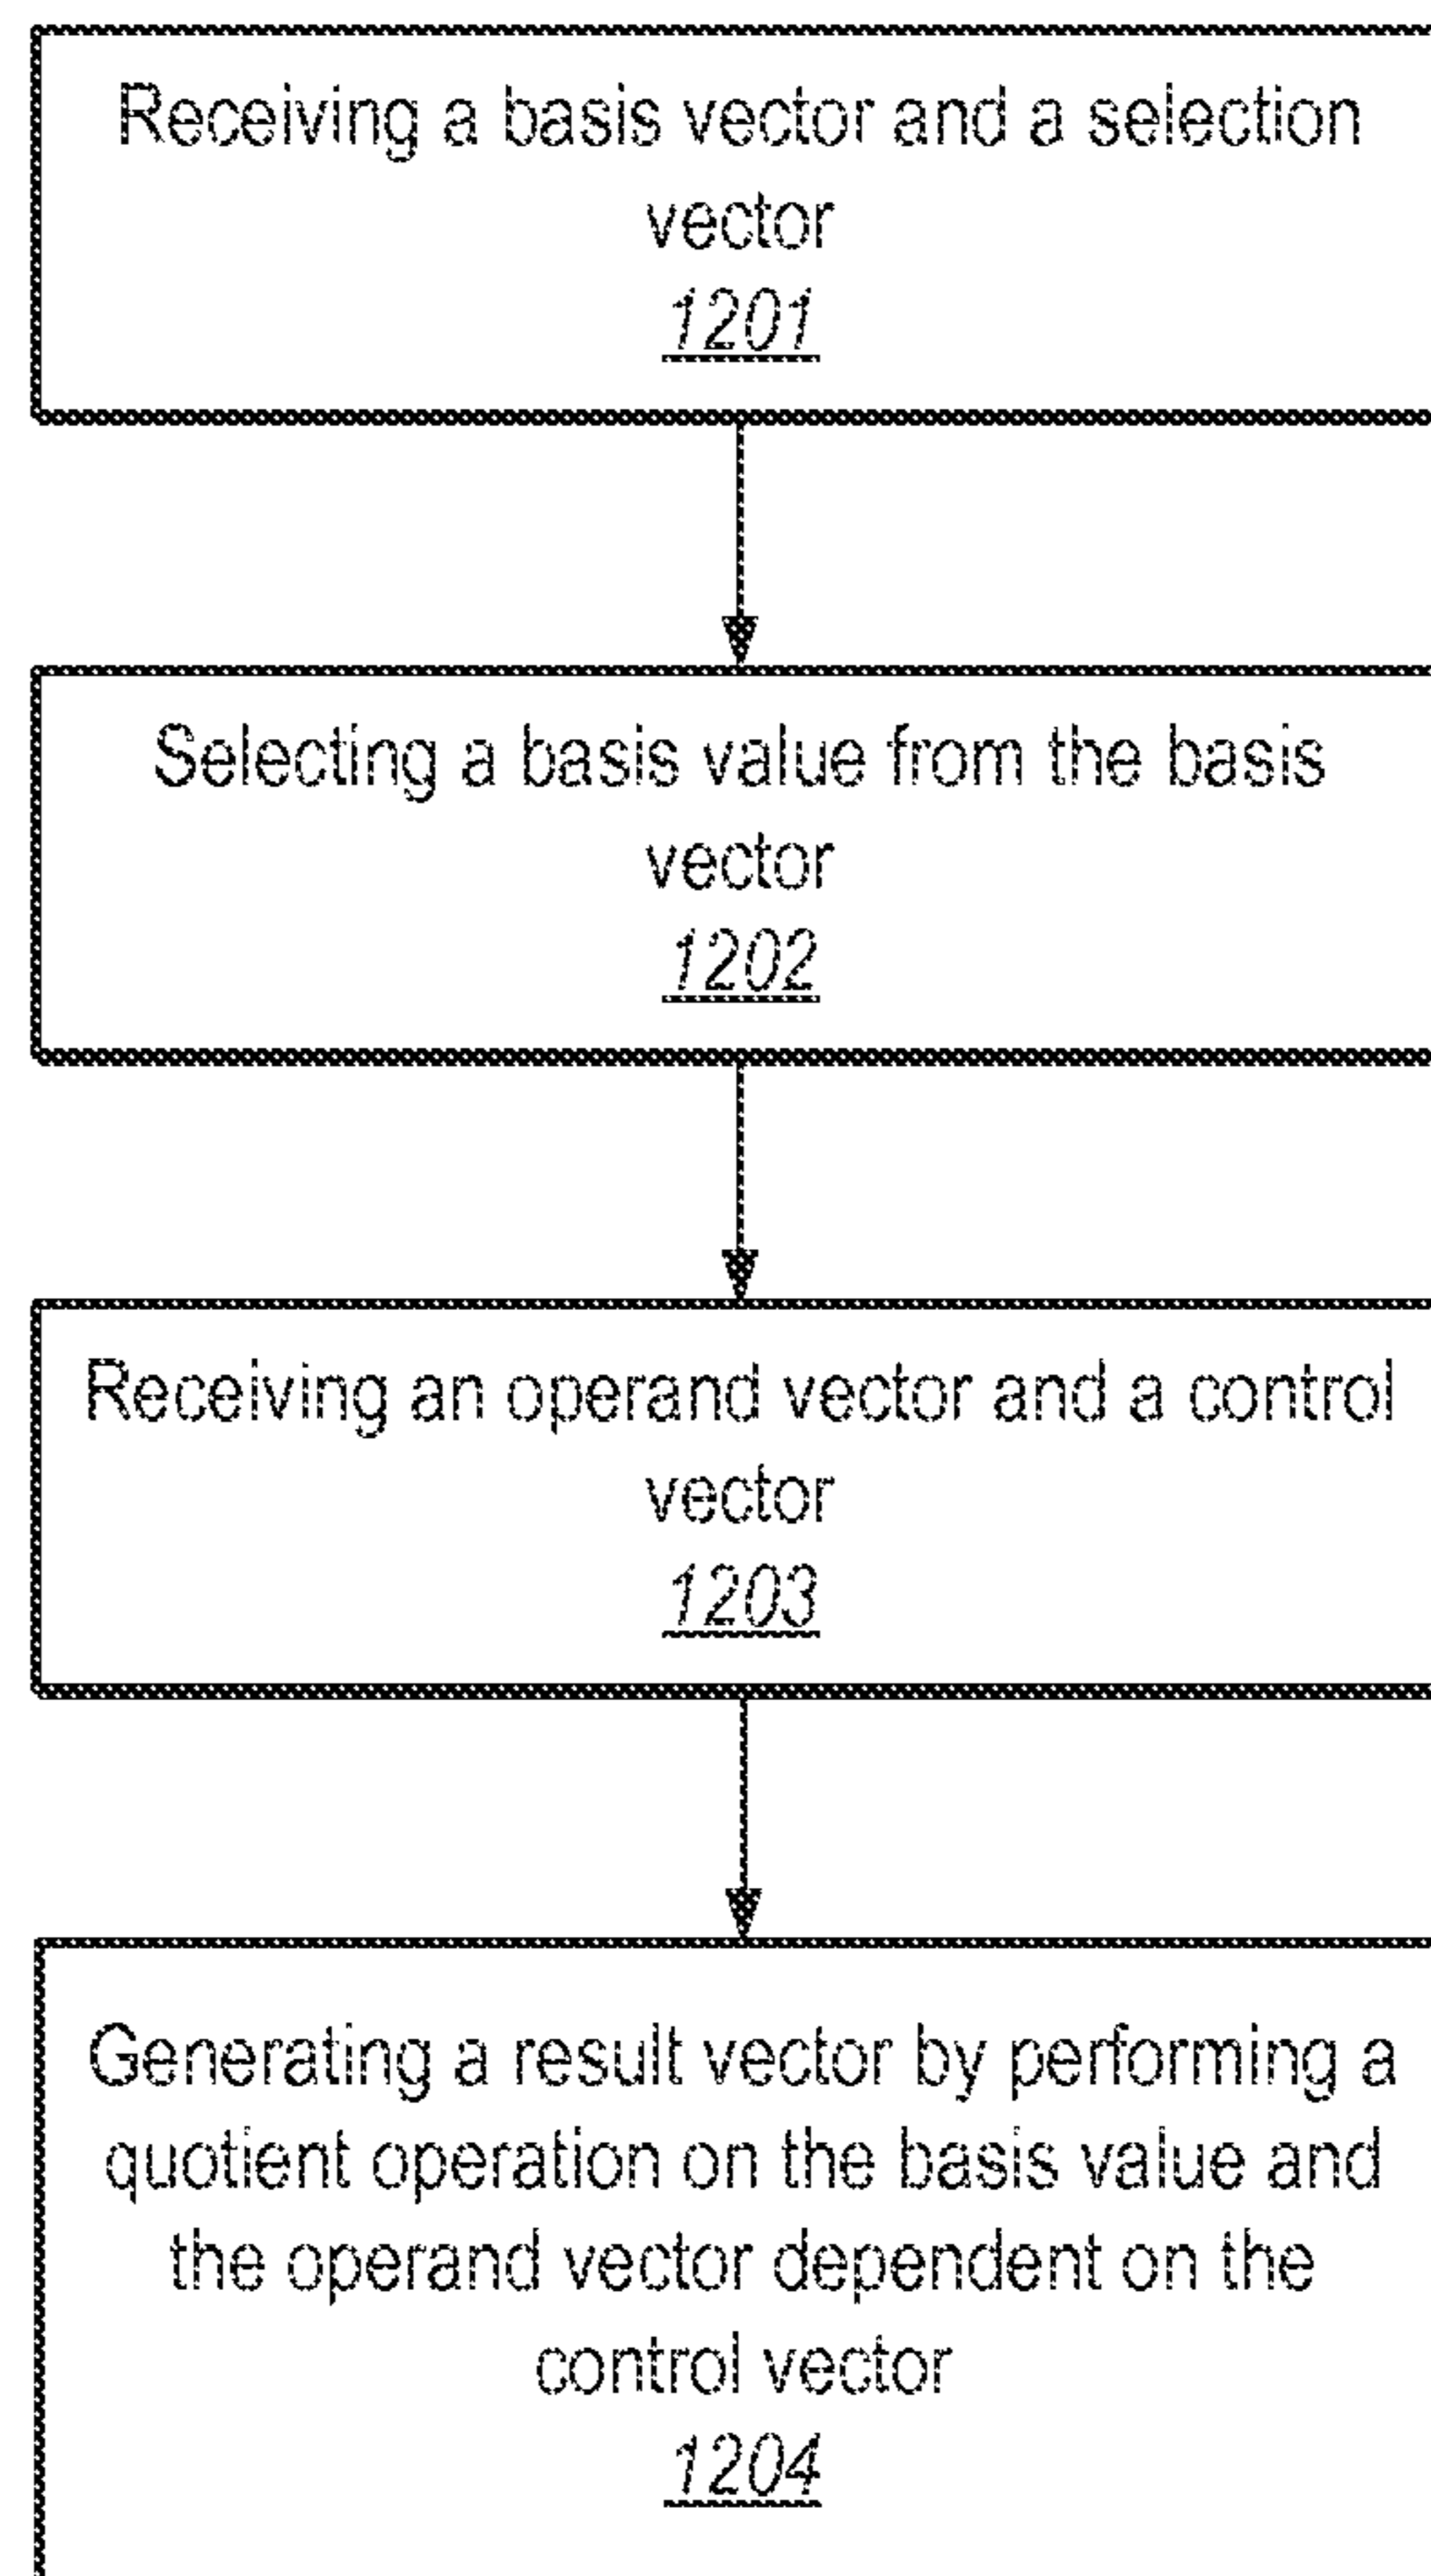 Receiving a basis vector and a selection
vector
1201
Selecting a basis value from the basis
vector
1202
Receiving an operand vector and a control
vector
1203
Generating a result vector by performing a
quotient operation on the basis value and
the operand vector dependent on the
control vector
1204